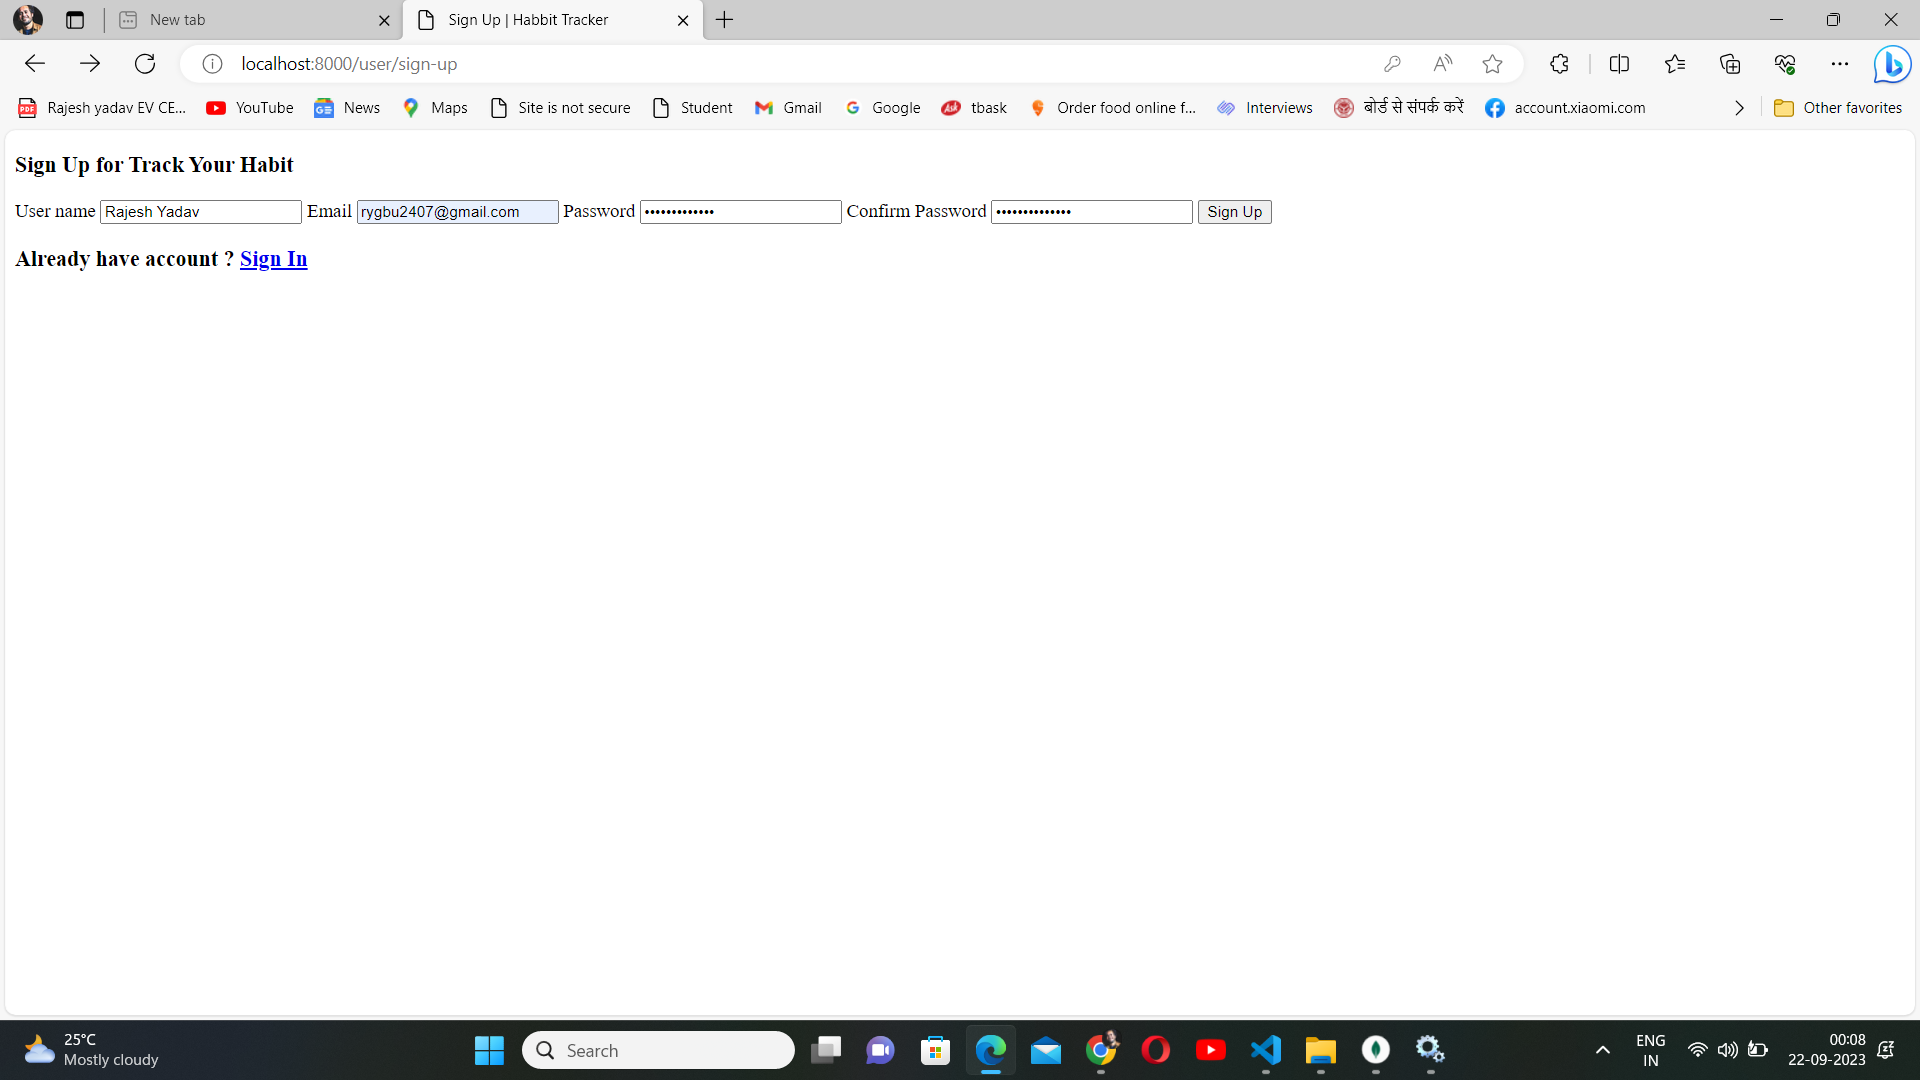 New tab
Sign Up | Habbit Tracker
localhost:8000/user/sign-up
Rajesh yadav EV CE... YouTube News Maps Site is not secure Student Gmail Google tbask Order food online f... Interviews बोर्ड से संपर्क करें account.xiaomi.com Other favorites
Sign Up for Track Your Habit
User name Rajesh Yadav Email rygbu2407@gmail.com Password ••••••••••••• Confirm Password •••••••••••••• Sign Up
Already have account ? Sign In
25°C
Mostly cloudy
Search
ENG
IN
00:08
22-09-2023